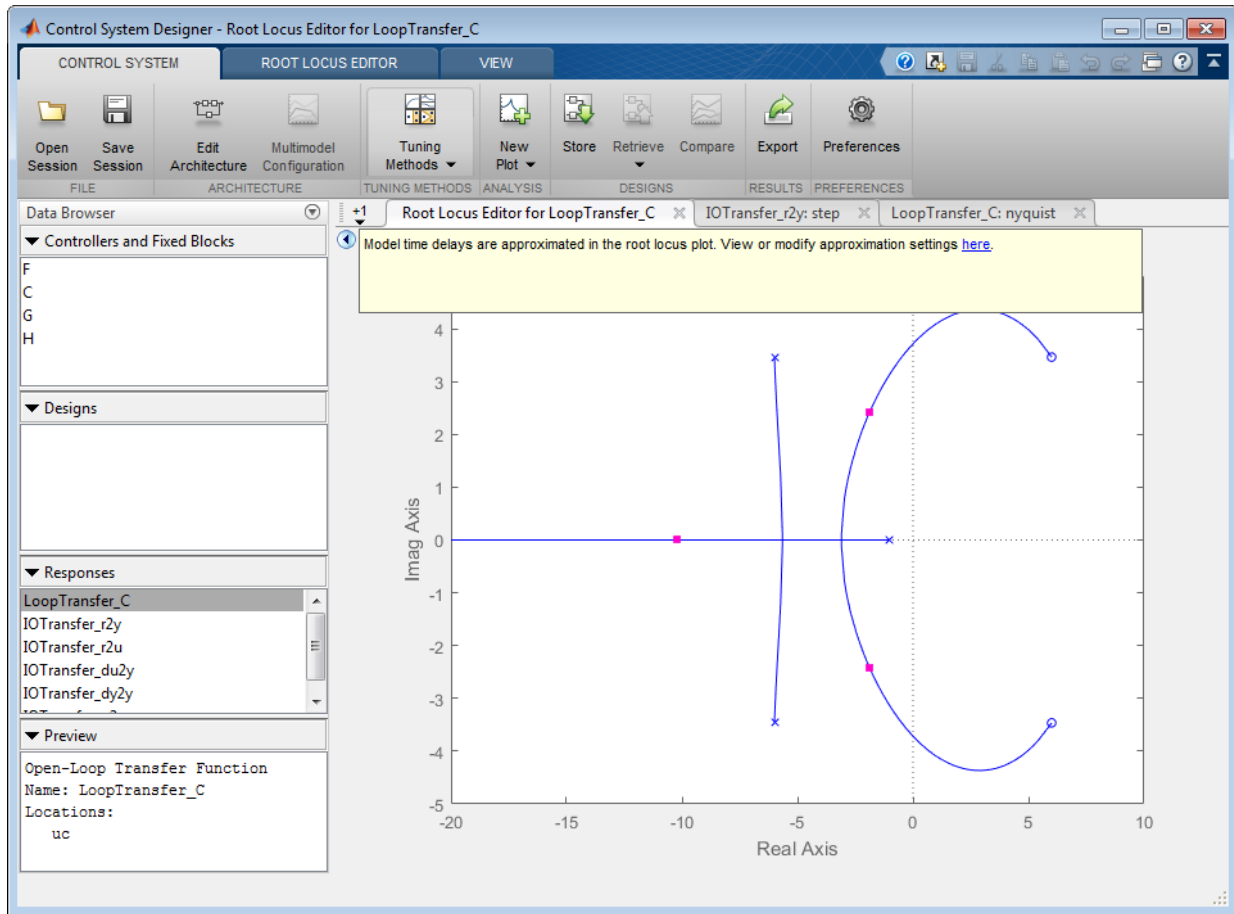 Control System Designer - Root Locus Editor for LoopTransfer_C
CONTROL SYSTEM ROOT LOCUS EDITOR VIEW
Open Session
Save Session
Edit Architecture
Multimodel Configuration
Tuning Methods
New Plot
Store
Retrieve
Compare
Export
Preferences
FILE ARCHITECTURE TUNING METHODS ANALYSIS DESIGNS RESULTS PREFERENCES
Data Browser
+1 Root Locus Editor for LoopTransfer_C IOTransfer_r2y: step LoopTransfer_C: nyquist
Controllers and Fixed Blocks
F
C
G
H
Designs
Responses
LoopTransfer_C
IOTransfer_r2y
IOTransfer_r2u
IOTransfer_du2y
IOTransfer_dy2y
Preview
Open-Loop Transfer Function
Name: LoopTransfer_C
Locations:
uc
Model time delays are approximated in the root locus plot. View or modify approximation settings here.
4
3
2
1
0
-1
-2
-3
-4
-5
Imag Axis
-20 -15 -10 -5 0 5 10
Real Axis